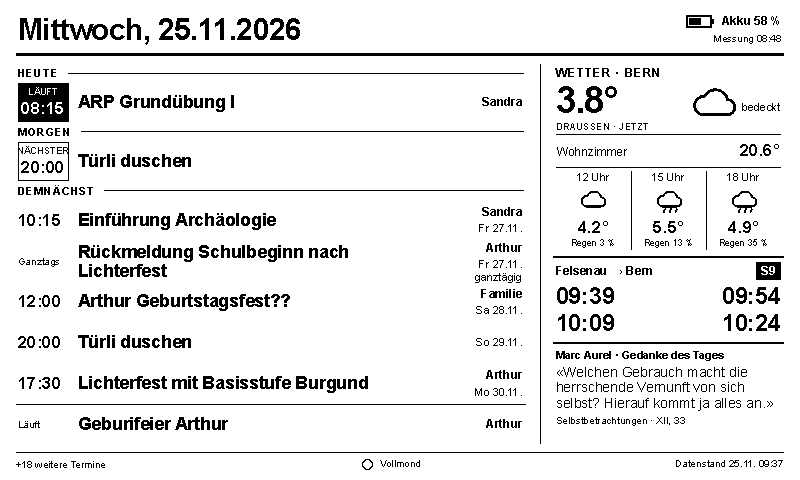 Mittwoch, 25.11.2026
Akku 58 %
Messung 08:48
HEUTE
LÄUFT
08:15
ARP Grundübung I
Sandra
MORGEN
NÄCHSTER
20:00
Türli duschen
DEMNÄCHST
10:15
Einführung Archäologie
Sandra
Fr 27.11.
Ganztags
Rückmeldung Schulbeginn nach
Lichterfest
Arthur
Fr 27.11.
ganztägig
12:00
Arthur Geburtstagsfest??
Familie
Sa 28.11.
20:00
Türli duschen
So 29.11.
17:30
Lichterfest mit Basisstufe Burgund
Arthur
Mo 30.11.
Läuft
Geburifeier Arthur
Arthur
WETTER · BERN
3.8°
bedeckt
DRAUSSEN · JETZT
Wohnzimmer 20.6°
12 Uhr 15 Uhr 18 Uhr
4.2° 5.5° 4.9°
Regen 3 % Regen 13 % Regen 35 %
Felsenau › Bern S9
09:39 09:54
10:09 10:24
Marc Aurel · Gedanke des Tages
«Welchen Gebrauch macht die
herrschende Vernunft von sich
selbst? Hierauf kommt ja alles an.»
Selbstbetrachtungen · XII, 33
+18 weitere Termine
Vollmond
Datenstand 25.11. 09:37